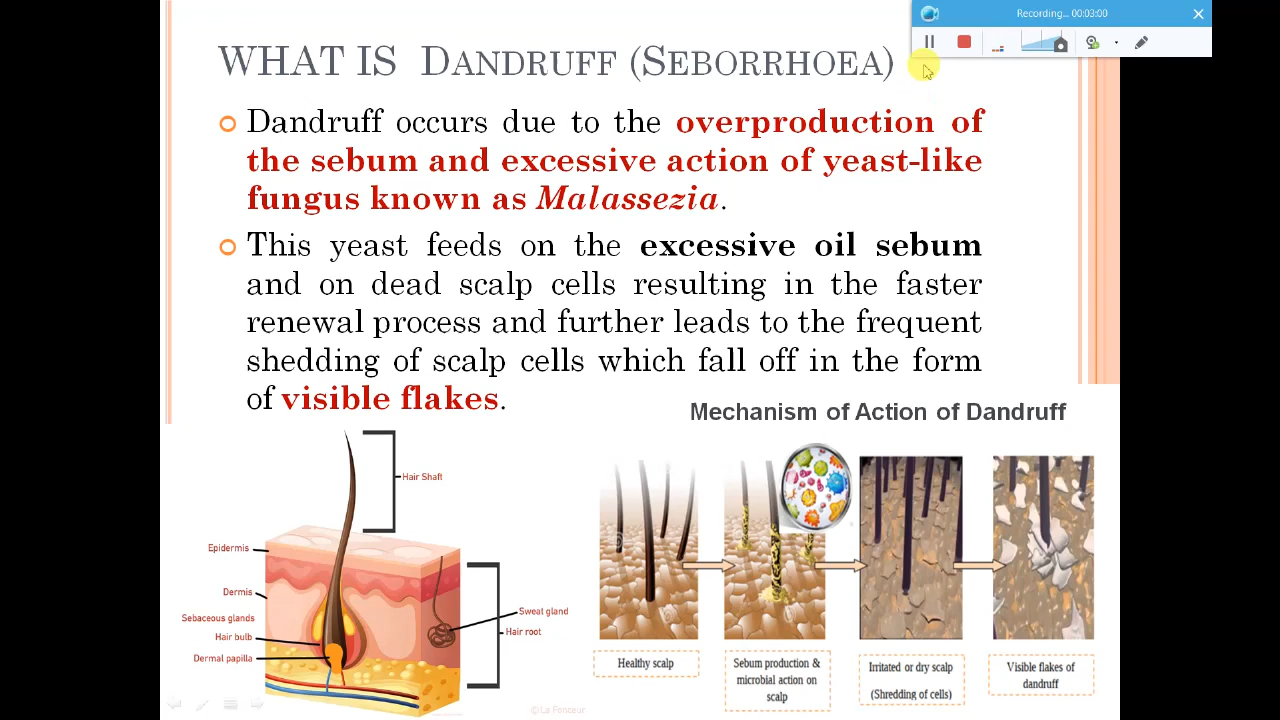 Recording... 00:03:00
WHAT IS DANDRUFF (SEBORRHOEA)
Dandruff occurs due to the overproduction of
the sebum and excessive action of yeast-like
fungus known as Malassezia.
This yeast feeds on the excessive oil sebum
and on dead scalp cells resulting in the faster
renewal process and further leads to the frequent
shedding of scalp cells which fall off in the form
of visible flakes.
Mechanism of Action of Dandruff
Hair Shaft
Epidermis
Dermis
Sebaceous glands
Hair bulb
Dermal papilla
Sweat gland
Hair root
© La Fonceur
Healthy scalp
Sebum production &
microbial action on
scalp
Irritated or dry scalp
(Shredding of cells)
Visible flakes of
dandruff